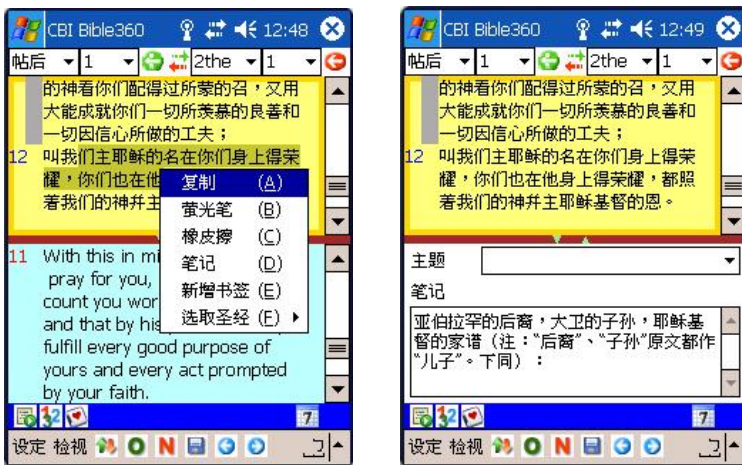 CBI Bible360 12:48
帖后 1 2the 1
的神看你们配得过所蒙的召，又用
大能成就你们一切所羡慕的良善和
一切因信心所做的工夫；
12 叫我们主耶稣的名在你们身上得荣
耀，你们也在他
着我们的神并主
复制 (A)
萤光笔 (B)
橡皮擦 (C)
笔记 (D)
新增书签 (E)
选取圣经 (F)
11 With this in mi
pray for you,
count you wor
and that by his
fulfill every good purpose of
yours and every act prompted
by your faith.
7
设定 检视 O N
CBI Bible360 12:49
帖后 1 2the 1
的神看你们配得过所蒙的召，又用
大能成就你们一切所羡慕的良善和
一切因信心所做的工夫；
12 叫我们主耶稣的名在你们身上得荣
耀，你们也在他身上得荣耀，都照
着我们的神并主耶稣基督的恩。
主题
笔记
亚伯拉罕的后裔，大卫的子孙，耶稣基
督的家谱（注：“后裔”、“子孙”原文都作
“儿子”。下同）：
7
设定 检视 O N